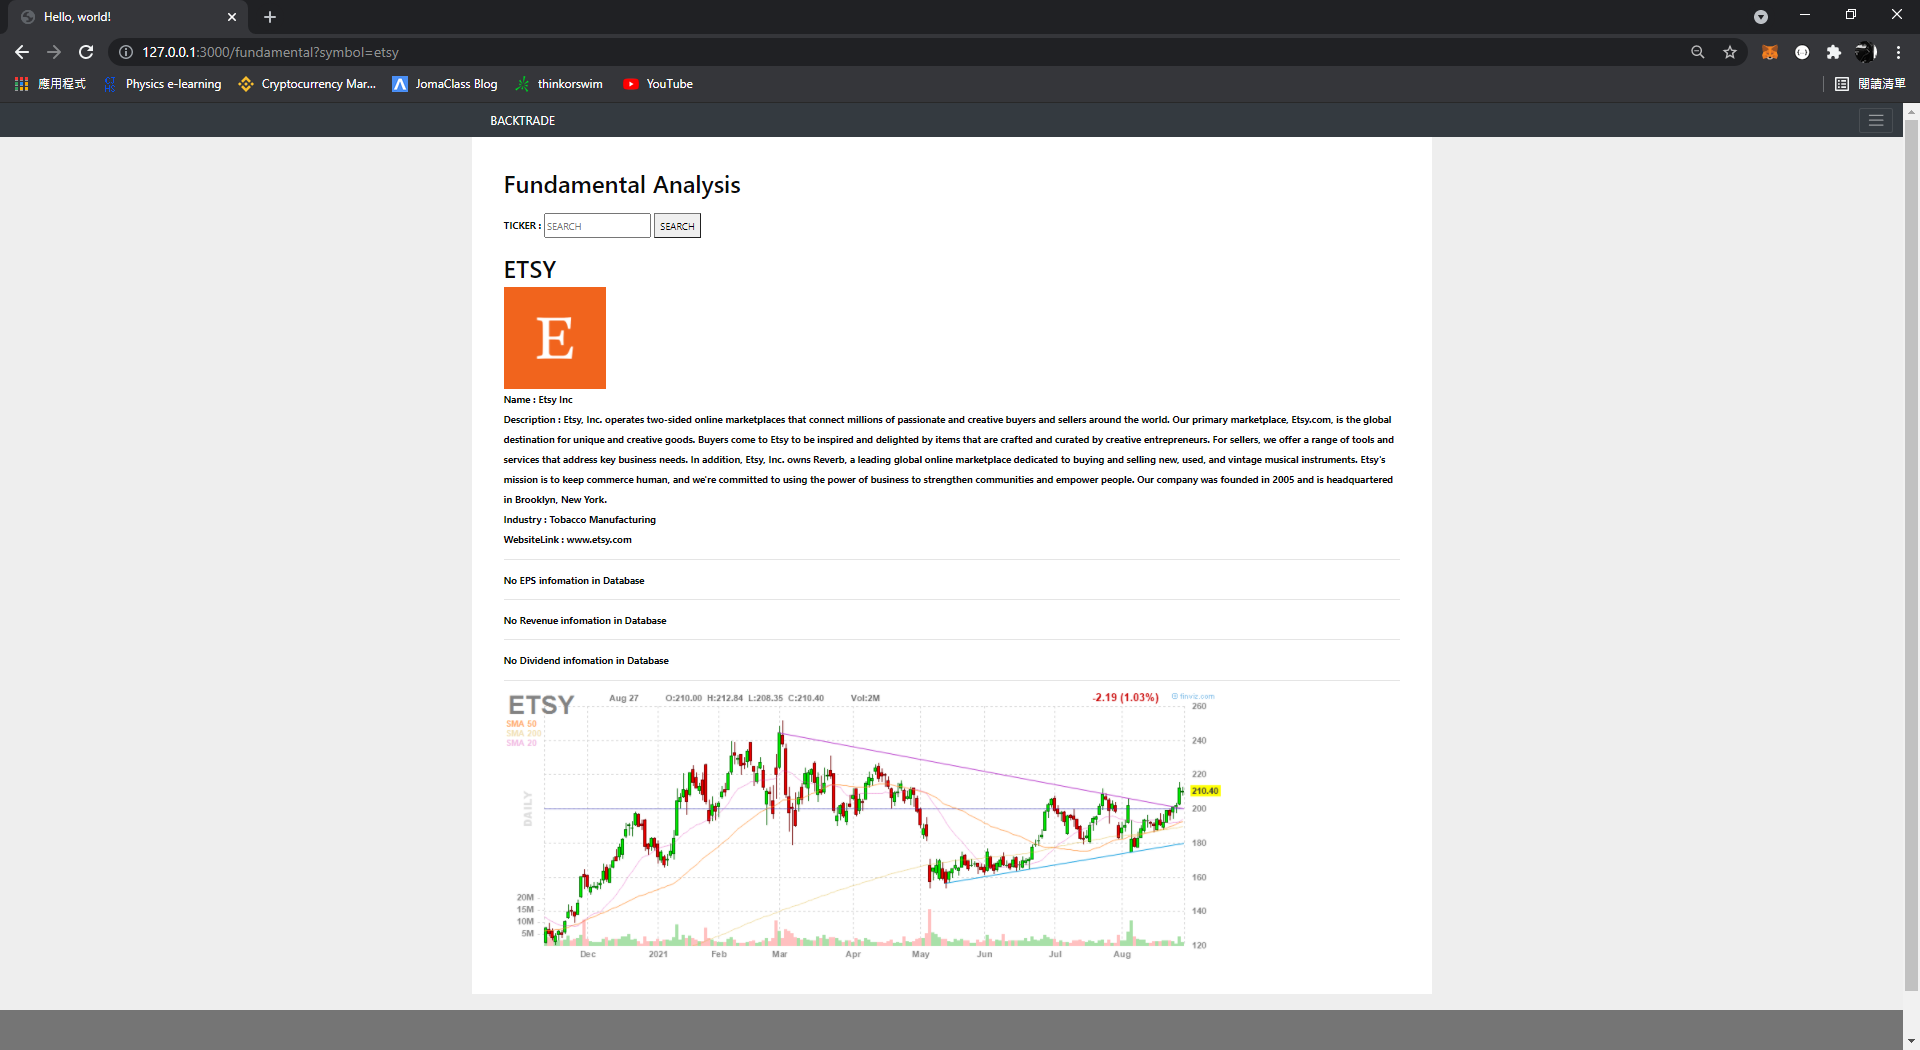 Hello, world!
127.0.0.1:3000/fundamental?symbol=etsy
應用程式 Physics e-learning Cryptocurrency Mar... JomaClass Blog thinkorswim YouTube 閱讀清單
BACKTRADE
Fundamental Analysis
TICKER : SEARCH SEARCH
ETSY
E
Name : Etsy Inc
Description : Etsy, Inc. operates two-sided online marketplaces that connect millions of passionate and creative buyers and sellers around the world. Our primary marketplace, Etsy.com, is the global
destination for unique and creative goods. Buyers come to Etsy to be inspired and delighted by items that are crafted and curated by creative entrepreneurs. For sellers, we offer a range of tools and
services that address key business needs. In addition, Etsy, Inc. owns Reverb, a leading global online marketplace dedicated to buying and selling new, used, and vintage musical instruments. Etsy's
mission is to keep commerce human, and we're committed to using the power of business to strengthen communities and empower people. Our company was founded in 2005 and is headquartered
in Brooklyn, New York.
Industry : Tobacco Manufacturing
WebsiteLink : www.etsy.com
No EPS infomation in Database
No Revenue infomation in Database
No Dividend infomation in Database
ETSY Aug 27 O:210.00 H:212.84 L:208.35 C:210.40 Vol:2M -2.19 (1.03%) finviz.com
SMA 50
SMA 200
SMA 20
DAILY
260
240
220
210.40
200
180
160
140
120
20M
15M
10M
5M
Dec 2021 Feb Mar Apr May Jun Jul Aug